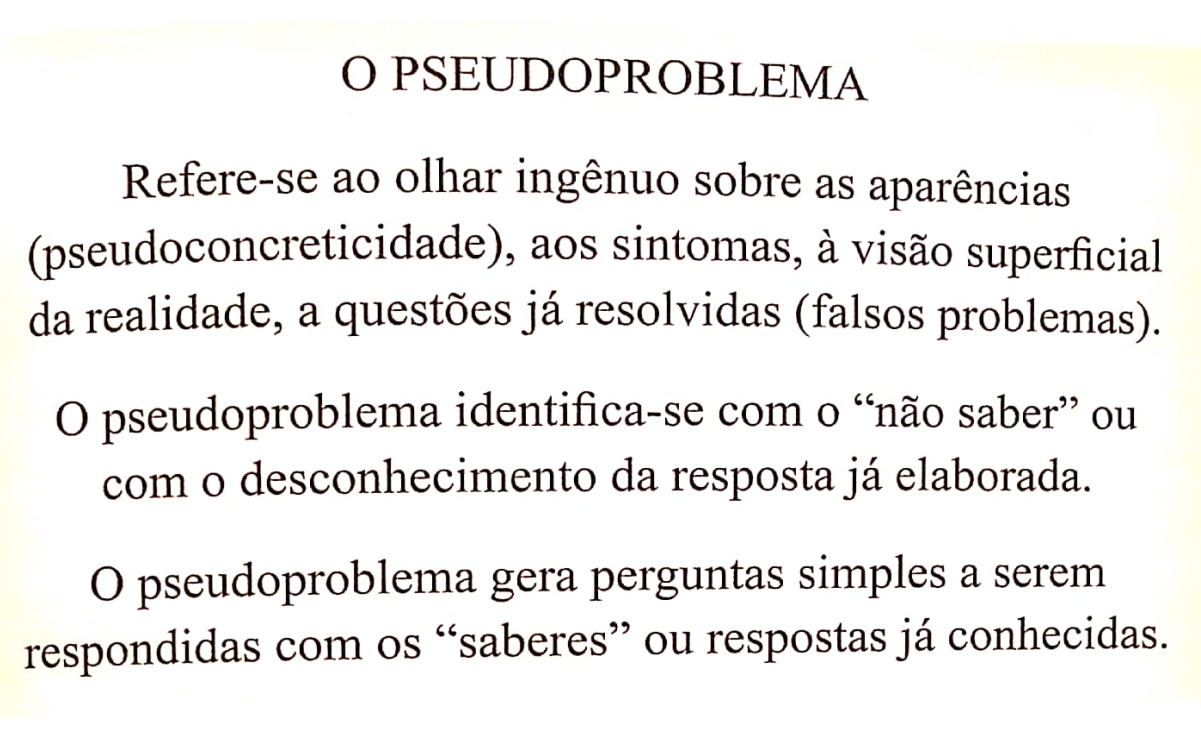 O PSEUDOPROBLEMA
Refere-se ao olhar ingênuo sobre as aparências
(pseudoconcreticidade), aos sintomas, à visão superficial
da realidade, a questões já resolvidas (falsos problemas).
O pseudoproblema identifica-se com o “não saber” ou
com o desconhecimento da resposta já elaborada.
O pseudoproblema gera perguntas simples a serem
respondidas com os “saberes” ou respostas já conhecidas.